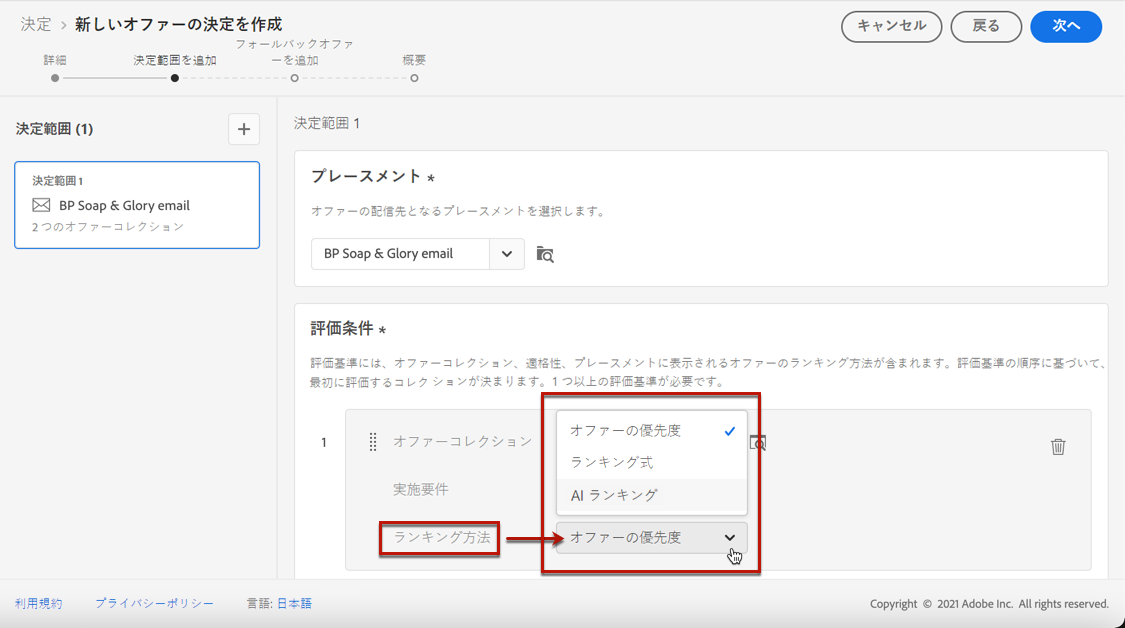 決定 > 新しいオファーの決定を作成
キャンセル
戻る
次へ
詳細
決定範囲を追加
フォールバックオファ
ーを追加
概要
決定範囲 (1)
+
決定範囲 1
BP Soap & Glory email
2 つのオファーコレクション
決定範囲 1
プレースメント *
オファーの配信先となるプレースメントを選択します。
BP Soap & Glory email
評価条件 *
評価基準には、オファーコレクション、適格性、プレースメントに表示されるオファーのランキング方法が含まれます。評価基準の順序に基づいて、
最初に評価するコレクションが決まります。1 つ以上の評価基準が必要です。
1
オファーコレクション
実施要件
ランキング方法
オファーの優先度
ランキング式
AI ランキング
オファーの優先度
利用規約
プライバシーポリシー
言語: 日本語
Copyright © 2021 Adobe Inc. All rights reserved.